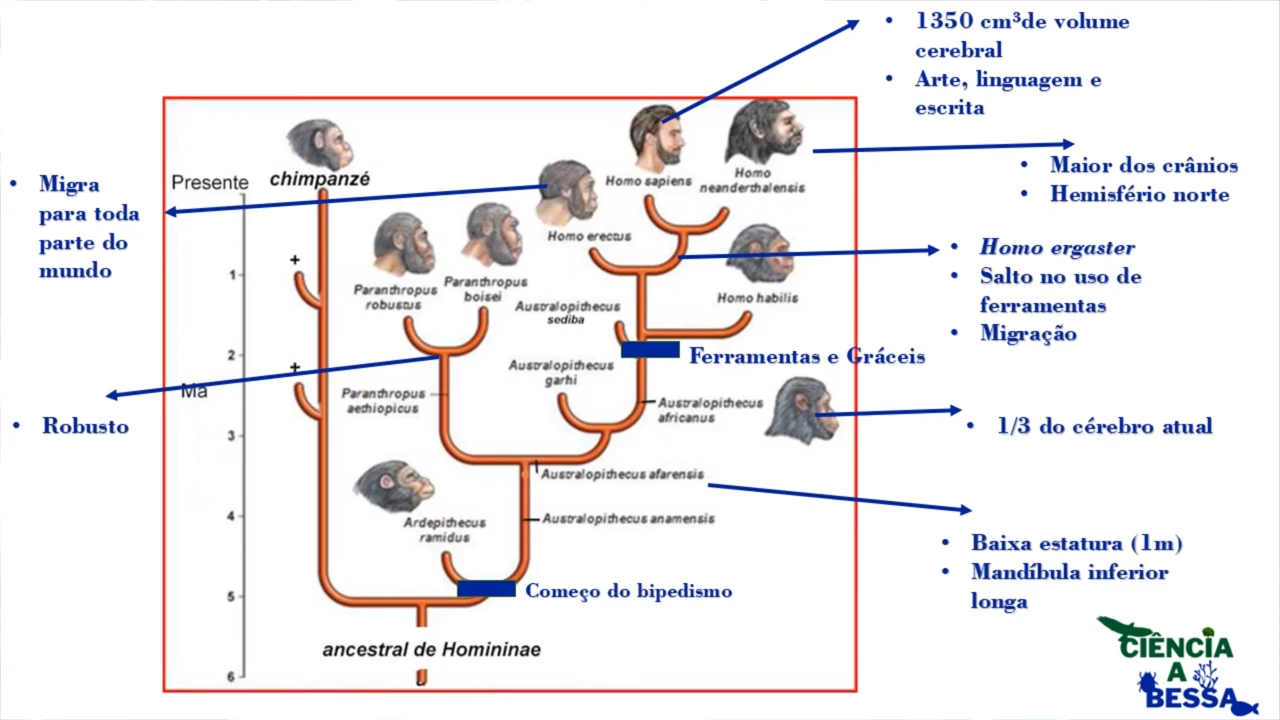 • 1350 cm³de volume
cerebral
• Arte, linguagem e
escrita
• Maior dos crânios
• Hemisfério norte
• Migra
para toda
parte do
mundo
Presente
chimpanzé
Homo sapiens
Homo
neanderthalensis
Homo erectus
• Homo ergaster
• Salto no uso de
ferramentas
• Migração
+
1
Paranthropus
robustus
Paranthropus
boisei
Australopithecus
sediba
Homo habilis
2
Ferramentas e Gráceis
+
Ma
Australopithecus
garhi
Paranthropus
aethiopicus
Australopithecus
africanus
• Robusto
• 1/3 do cérebro atual
3
Australopithecus afarensis
4
Ardepithecus
ramidus
Australopithecus anamensis
• Baixa estatura (1m)
• Mandíbula inferior
longa
5
Começo do bipedismo
ancestral de Homininae
6
CIÊNCIA
A
BESSA